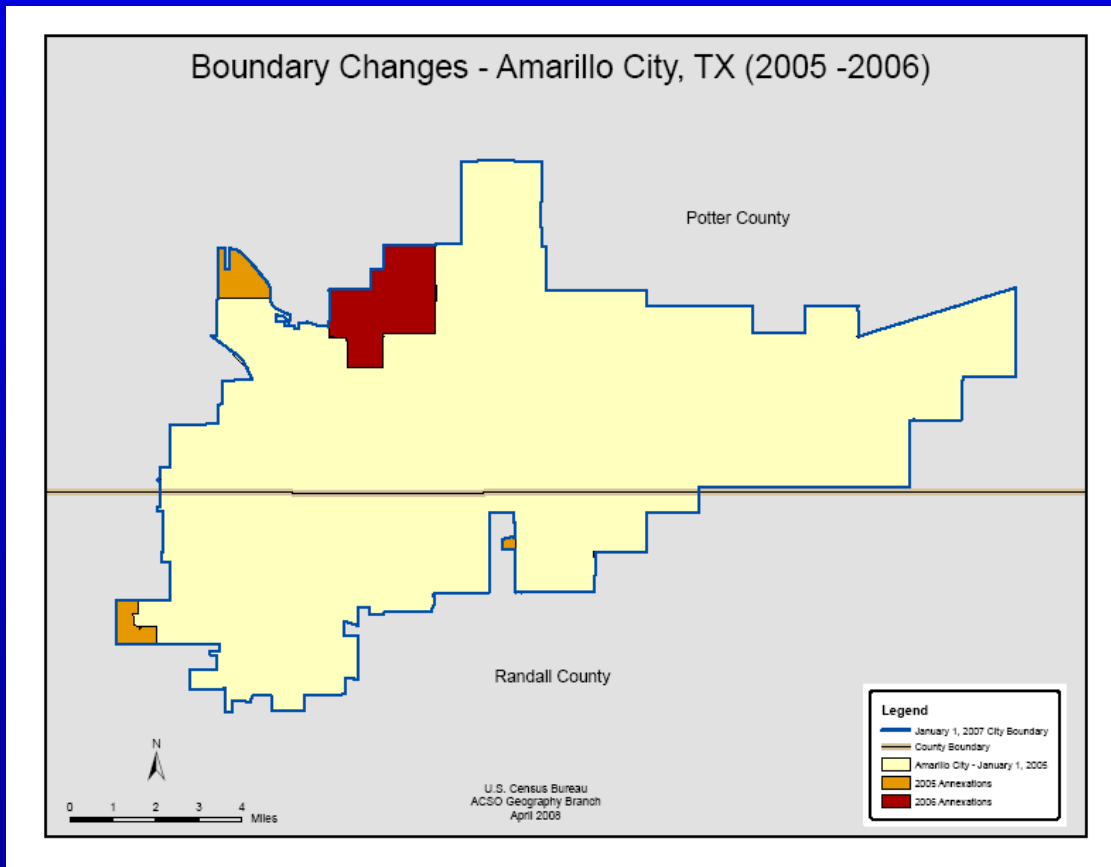 Boundary Changes - Amarillo City, TX (2005 -2006)
Potter County
Randall County
Legend
January 1, 2007 City Boundary
County Boundary
Amarillo City - January 1, 2005
2005 Annexations
2006 Annexations
N
0 1 2 3 4
Miles
U.S. Census Bureau
ACSO Geography Branch
April 2008